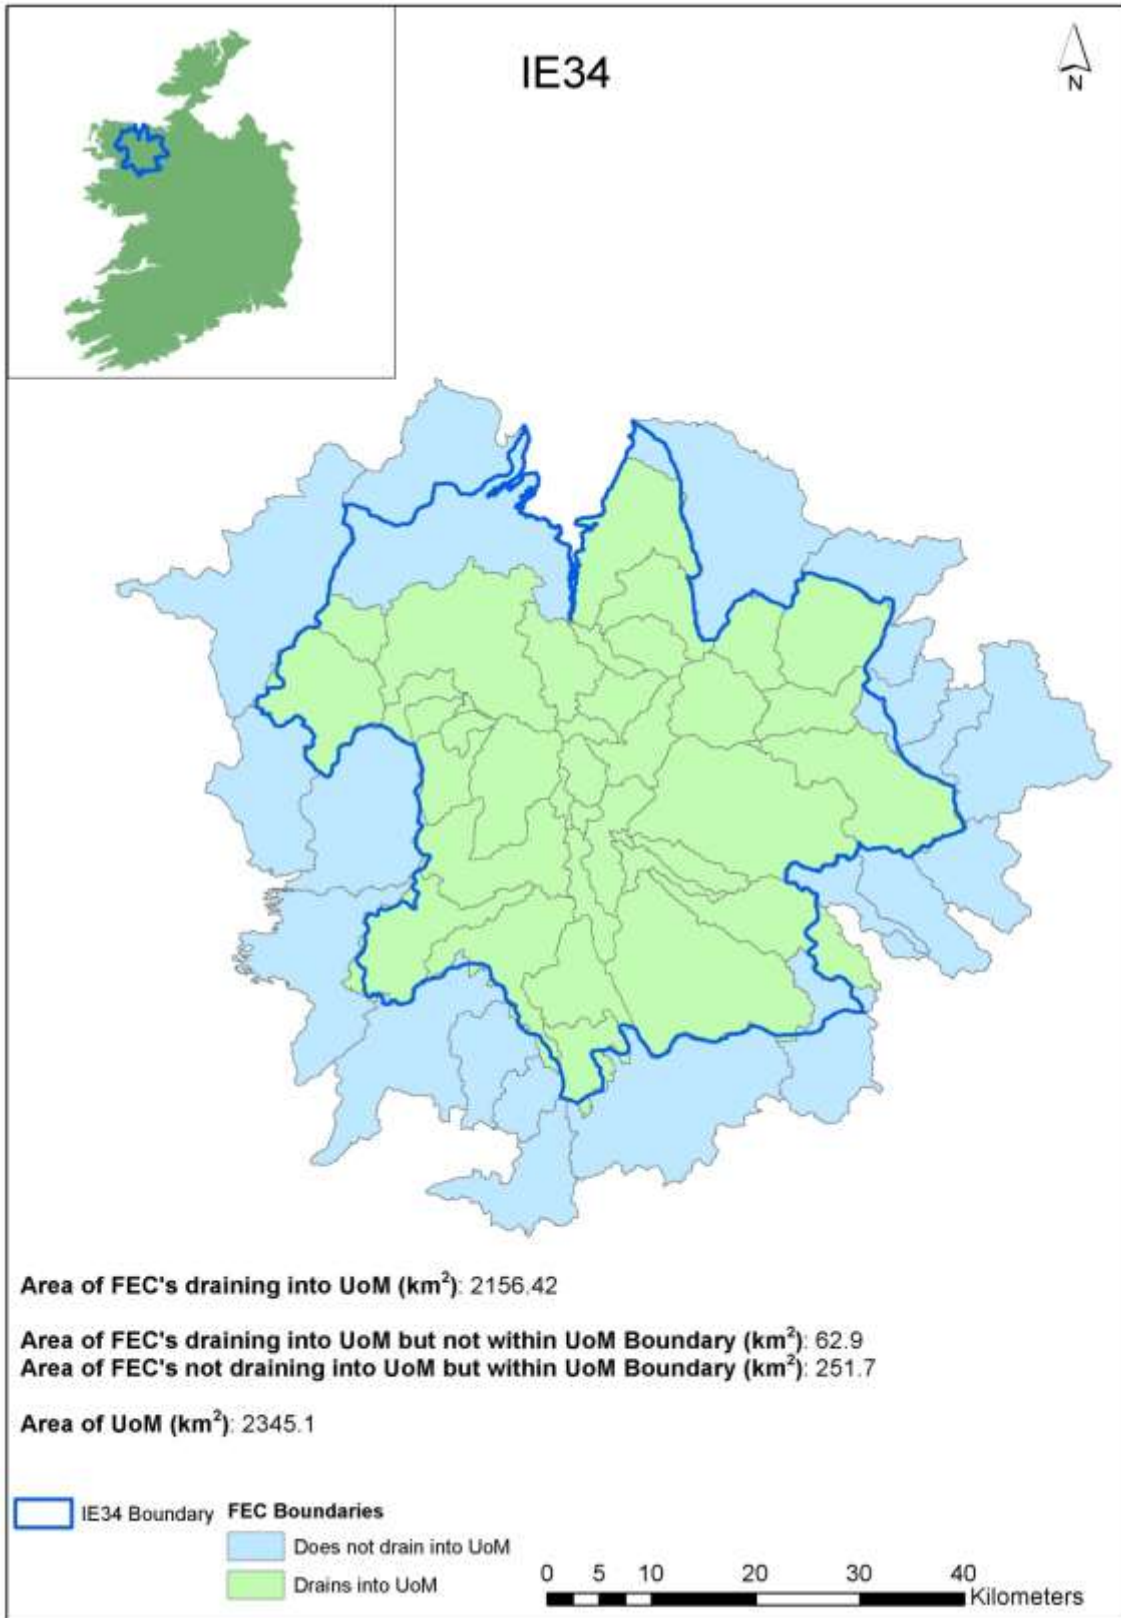 IE34
N
Area of FEC's draining into UoM (km²): 2156.42
Area of FEC's draining into UoM but not within UoM Boundary (km²): 62.9
Area of FEC's not draining into UoM but within UoM Boundary (km²): 251.7
Area of UoM (km²): 2345.1
IE34 Boundary
FEC Boundaries
Does not drain into UoM
Drains into UoM
0 5 10 20 30 40
Kilometers